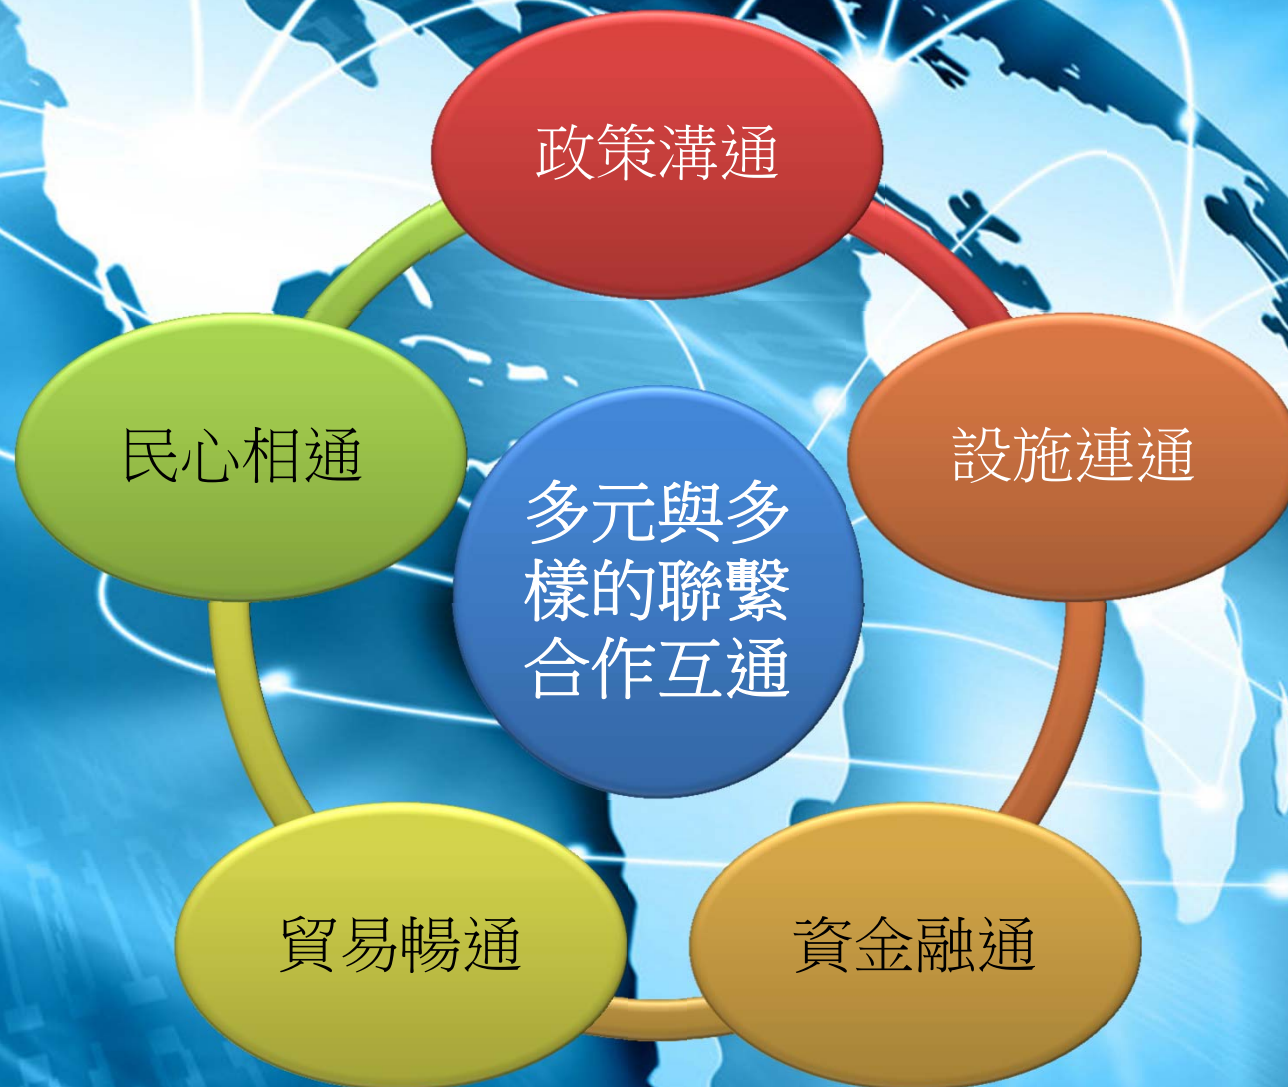 政策溝通
民心相通
設施連通
多元與多
樣的聯繫
合作互通
貿易暢通
資金融通